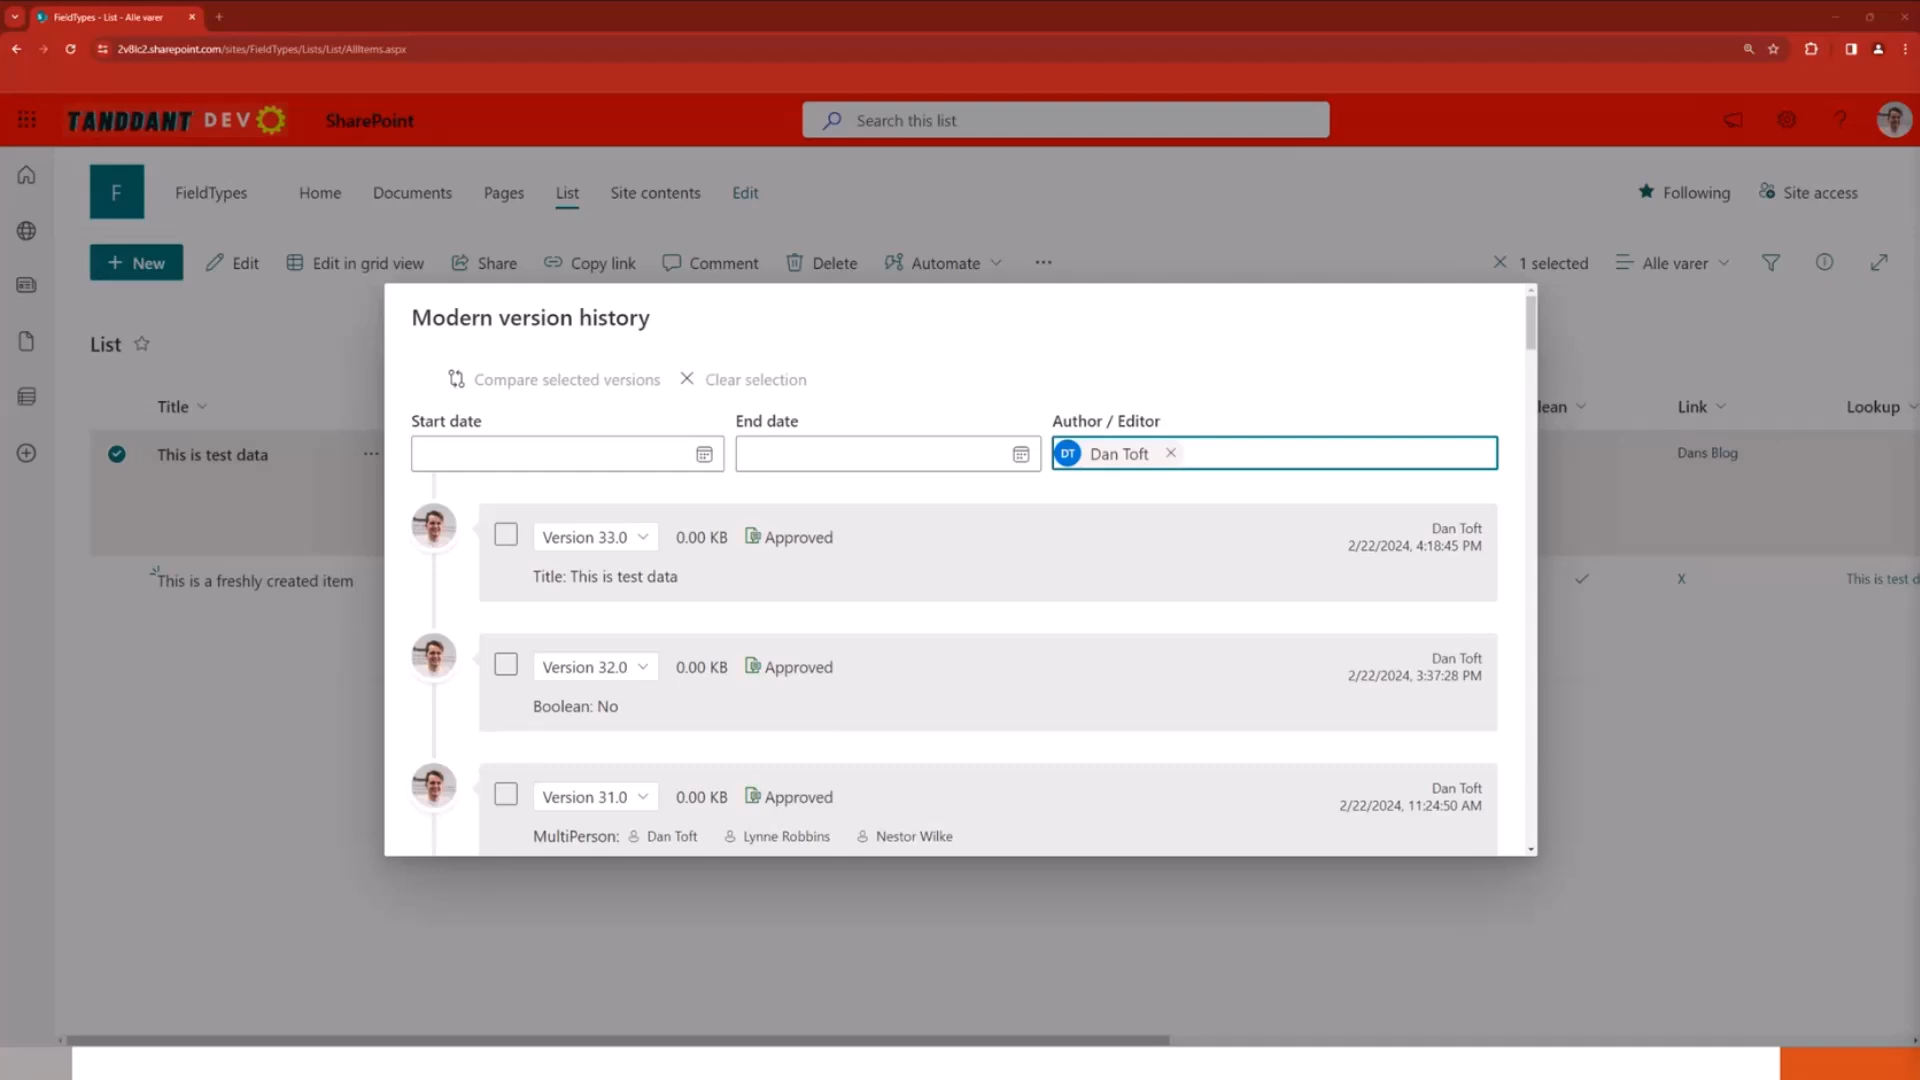 FieldTypes - List - Alle varer
2v8lc2.sharepoint.com/sites/FieldTypes/Lists/List/AllItems.aspx
TANDDANT DEV
SharePoint
Search this list
F
FieldTypes
Home
Documents
Pages
List
Site contents
Edit
Following
Site access
New
Edit
Edit in grid view
Share
Copy link
Comment
Delete
Automate
1 selected
Alle varer
List
Modern version history
Compare selected versions
Clear selection
Start date
End date
Author / Editor
DT
Dan Toft
Title
lean
Link
Lookup
This is test data
Dans Blog
Version 33.0
0.00 KB
Approved
Dan Toft
2/22/2024, 4:18:45 PM
Title: This is test data
This is a freshly created item
X
This is test d
Version 32.0
0.00 KB
Approved
Dan Toft
2/22/2024, 3:37:28 PM
Boolean: No
Version 31.0
0.00 KB
Approved
Dan Toft
2/22/2024, 11:24:50 AM
MultiPerson: Dan Toft Lynne Robbins Nestor Wilke